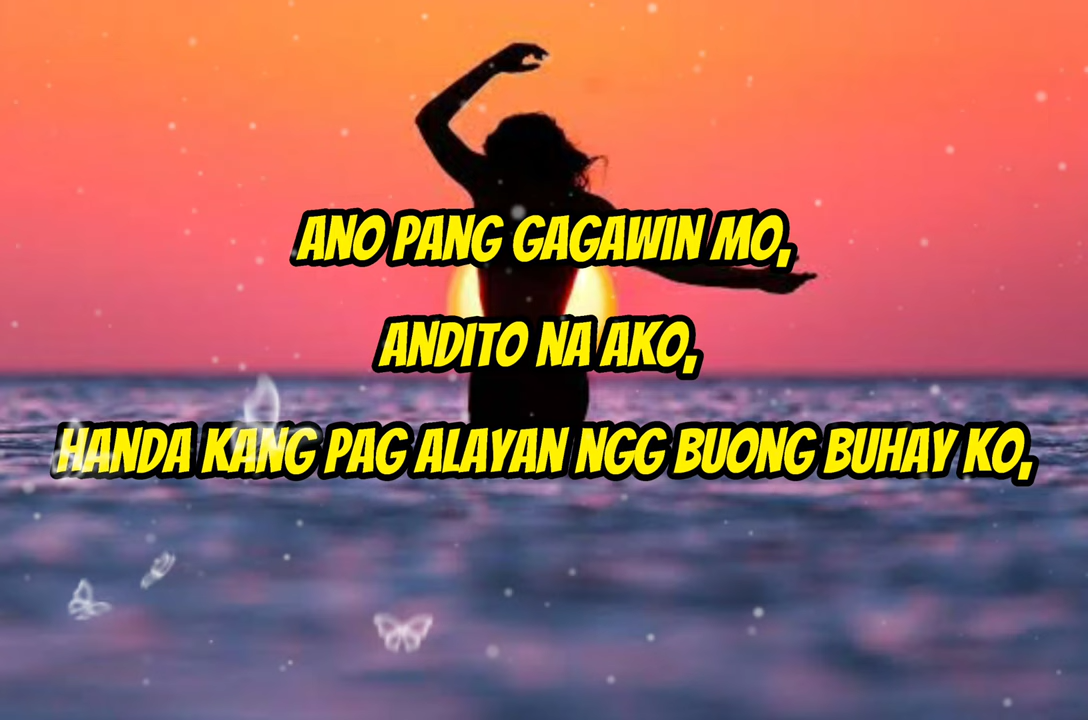 ANO PANG GAGAWIN MO,
ANDITO NA AKO,
HANDA KANG PAG ALAYAN NGG BUONG BUHAY KO,